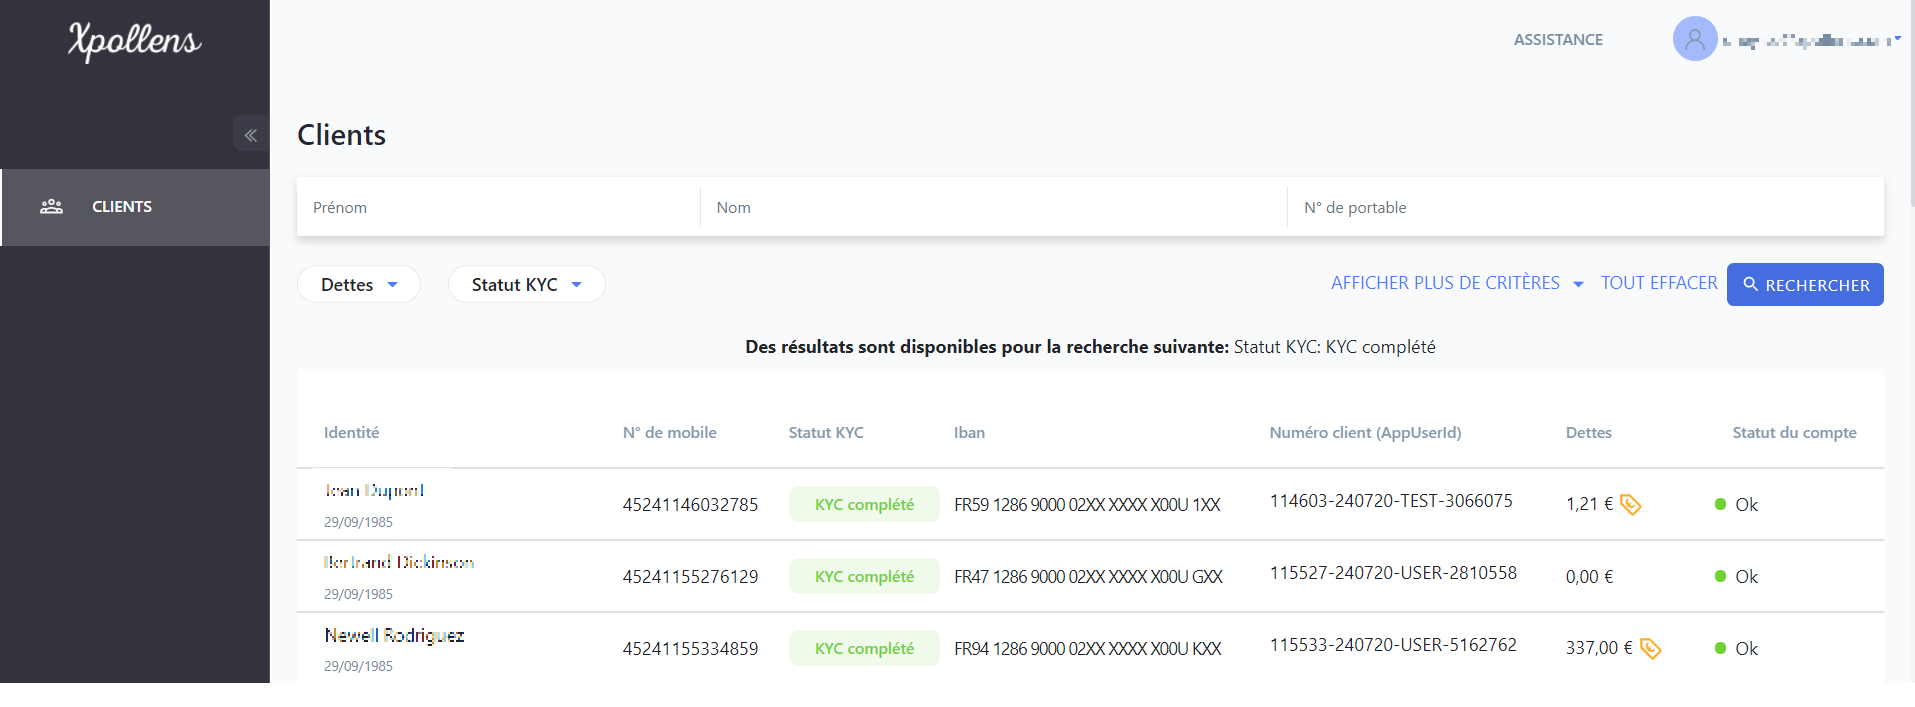 Xpollens
ASSISTANCE
CLIENTS
Clients
Prénom Nom N° de portable
Dettes Statut KYC AFFICHER PLUS DE CRITÈRES TOUT EFFACER RECHERCHER
Des résultats sont disponibles pour la recherche suivante: Statut KYC: KYC complété
Identité N° de mobile Statut KYC Iban Numéro client (AppUserId) Dettes Statut du compte
Jean Dupont
45241146032785 KYC complété FR59 1286 9000 02XX XXXX X00U 1XX 114603-240720-TEST-3066075 1,21 € Ok
29/09/1985
Bertrand Dickinson
45241155276129 KYC complété FR47 1286 9000 02XX XXXX X00U GXX 115527-240720-USER-2810558 0,00 € Ok
29/09/1985
Newell Rodriguez
45241155334859 KYC complété FR94 1286 9000 02XX XXXX X00U KXX 115533-240720-USER-5162762 337,00 € Ok
29/09/1985